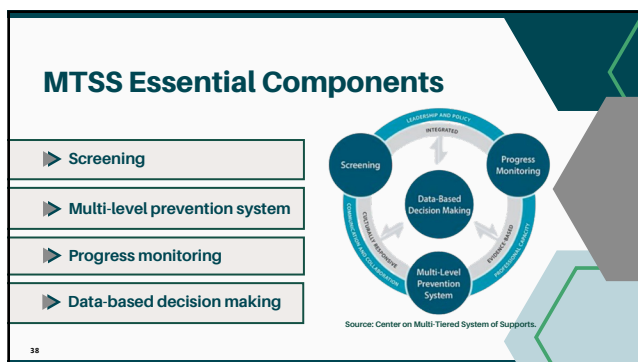 MTSS Essential Components
Screening
Multi-level prevention system
Progress monitoring
Data-based decision making
LEADERSHIP AND POLICY
INTEGRATED
Screening
Progress
Monitoring
Data-Based
Decision Making
COMMUNICATION AND COLLABORATION
CULTURALLY RESPONSIVE
EVIDENCE-BASED
PROFESSIONAL CAPACITY
Multi-Level
Prevention
System
Source: Center on Multi-Tiered System of Supports.
38